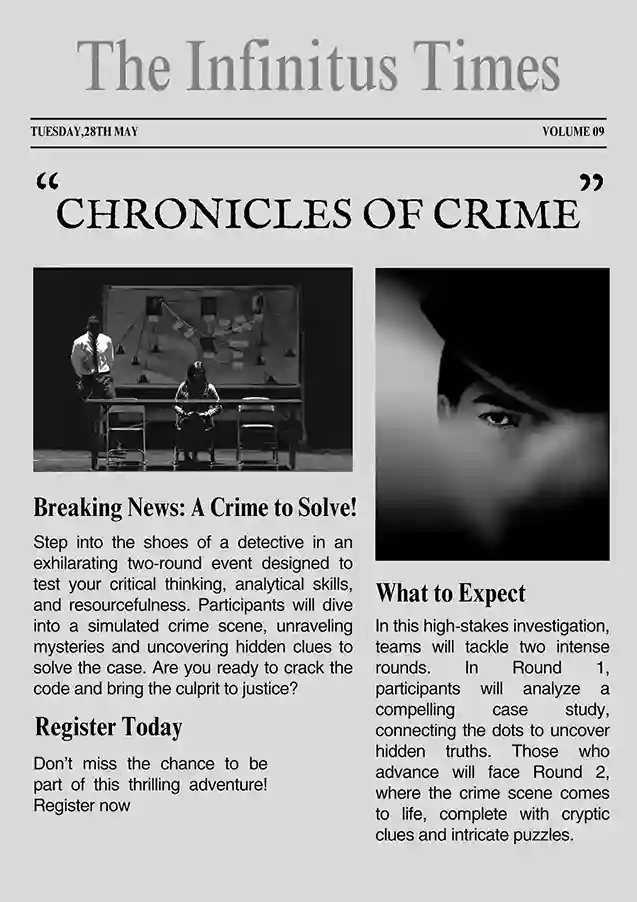 The Infinitus Times
TUESDAY,28TH MAY
VOLUME 09
“CHRONICLES OF CRIME”
Breaking News: A Crime to Solve!
Step into the shoes of a detective in an
exhilarating two-round event designed to
test your critical thinking, analytical skills,
and resourcefulness. Participants will dive
into a simulated crime scene, unraveling
mysteries and uncovering hidden clues to
solve the case. Are you ready to crack the
code and bring the culprit to justice?
Register Today
Don’t miss the chance to be
part of this thrilling adventure!
Register now
What to Expect
In this high-stakes investigation,
teams will tackle two intense
rounds. In Round 1,
participants will analyze a
compelling case study,
connecting the dots to uncover
hidden truths. Those who
advance will face Round 2,
where the crime scene comes
to life, complete with cryptic
clues and intricate puzzles.